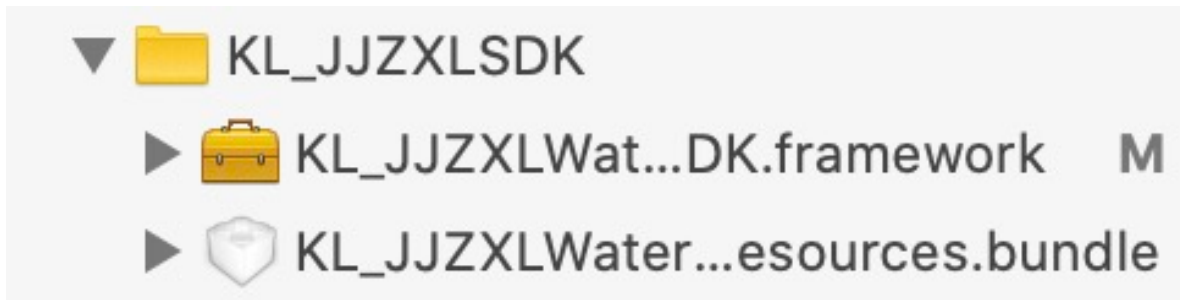 KL_JJZXLSDK
KL_JJZXLWat...DK.framework M
KL_JJZXLWater...esources.bundle